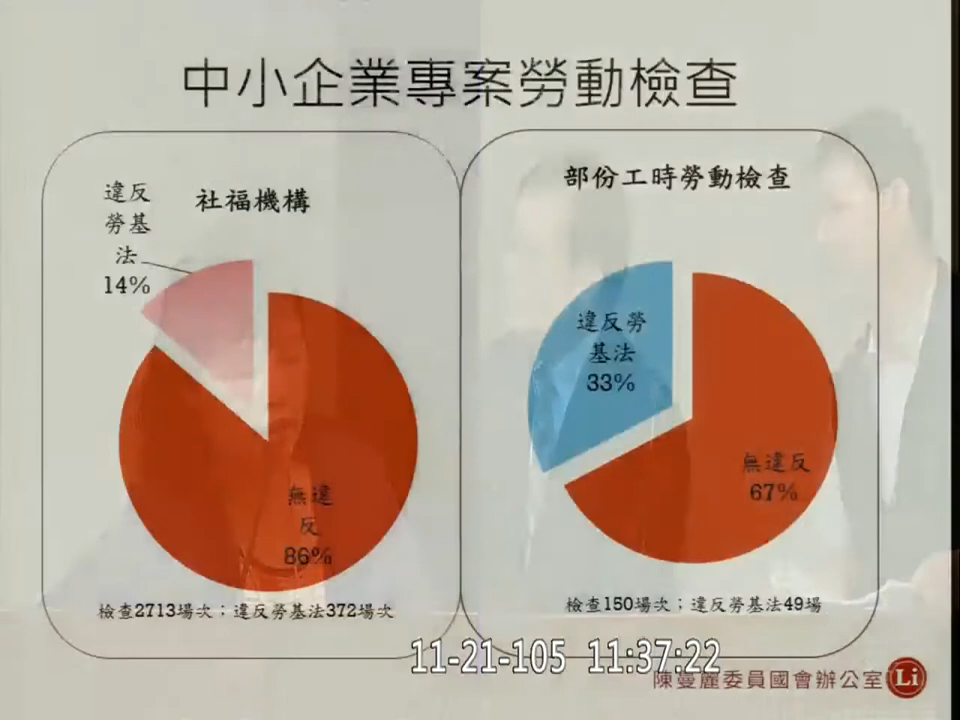 中小企業專案勞動檢查
社福機構
違反
勞基
法
14%
無違
反
86%
檢查2713場次；違反勞基法372場次
部份工時勞動檢查
違反勞
基法
33%
無違反
67%
檢查150場次；違反勞基法49場
11-21-105 11:37:22
陳曼麗委員國會辦公室
Li